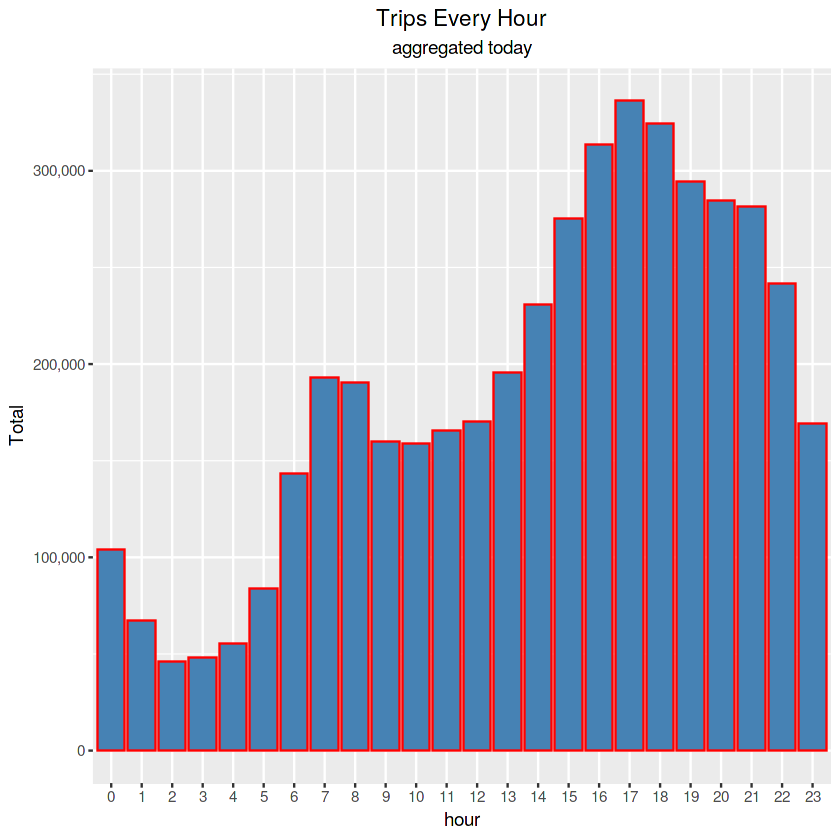 Trips Every Hour
aggregated today
Total
300,000
200,000
100,000
0
0 1 2 3 4 5 6 7 8 9 10 11 12 13 14 15 16 17 18 19 20 21 22 23
hour